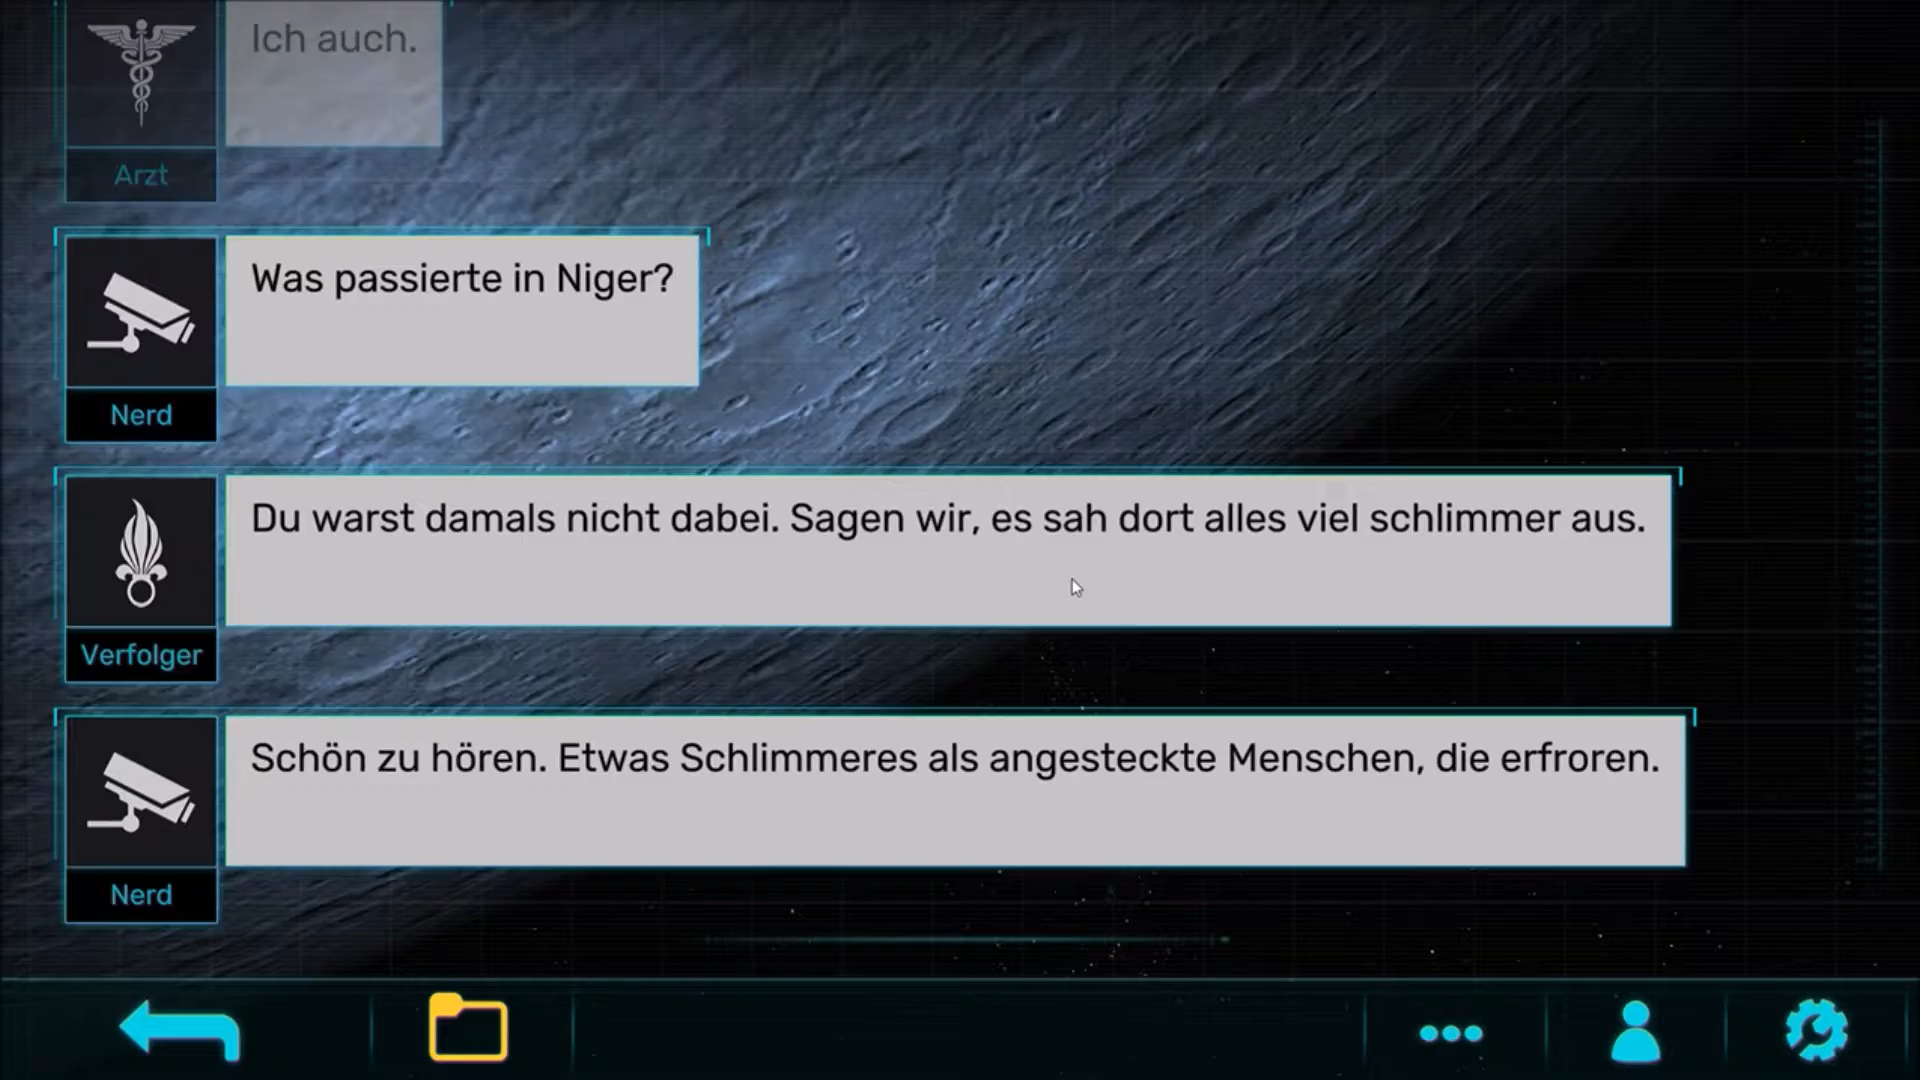 Ich auch.
Arzt
Was passierte in Niger?
Nerd
Du warst damals nicht dabei. Sagen wir, es sah dort alles viel schlimmer aus.
Verfolger
Schön zu hören. Etwas Schlimmeres als angesteckte Menschen, die erfroren.
Nerd